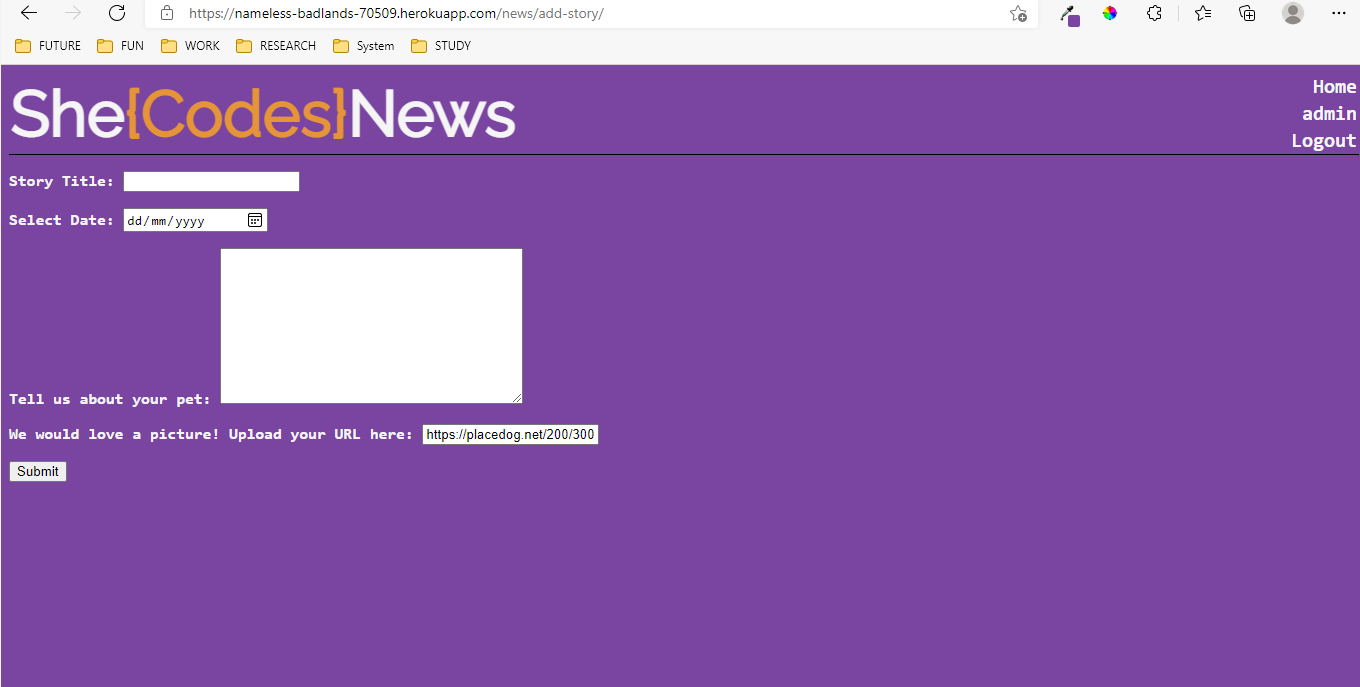 https://nameless-badlands-70509.herokuapp.com/news/add-story/
FUTURE FUN WORK RESEARCH System STUDY
She{Codes}News
Home
admin
Logout
Story Title:
Select Date: dd/mm/yyyy
Tell us about your pet:
We would love a picture! Upload your URL here: https://placedog.net/200/300
Submit